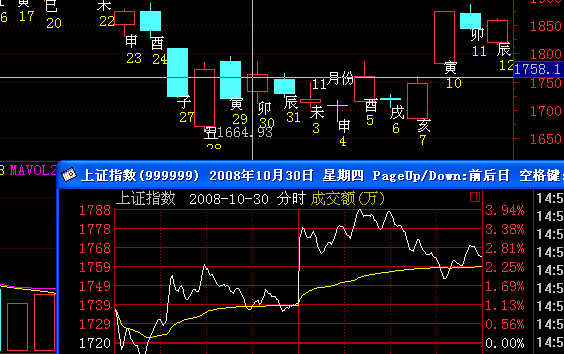 未 22
6 寅 17
巳 20
申 23
酉 24
子 27
丑 28
1664.93
寅 29
卯 30
辰 31
11月份
未 3
申 4
酉 5
戌 6
亥 7
寅 10
卯 11
辰 12
1850
1800
1758.1
1750
1700
1650
8 MAVOL2
上证指数(999999) 2008年10月30日 星期四 PageUp/Down:前后日 空格键:
上证指数 2008-10-30 分时 成交额(万)
1788 3.94%
1778 3.38%
1768 2.81%
1759 2.25%
1749 1.69%
1739 1.13%
1729 0.56%
1720 0.00%
14:5
14:5
14:5
14:5
14:5
14:5
14:5
14:5
14:5